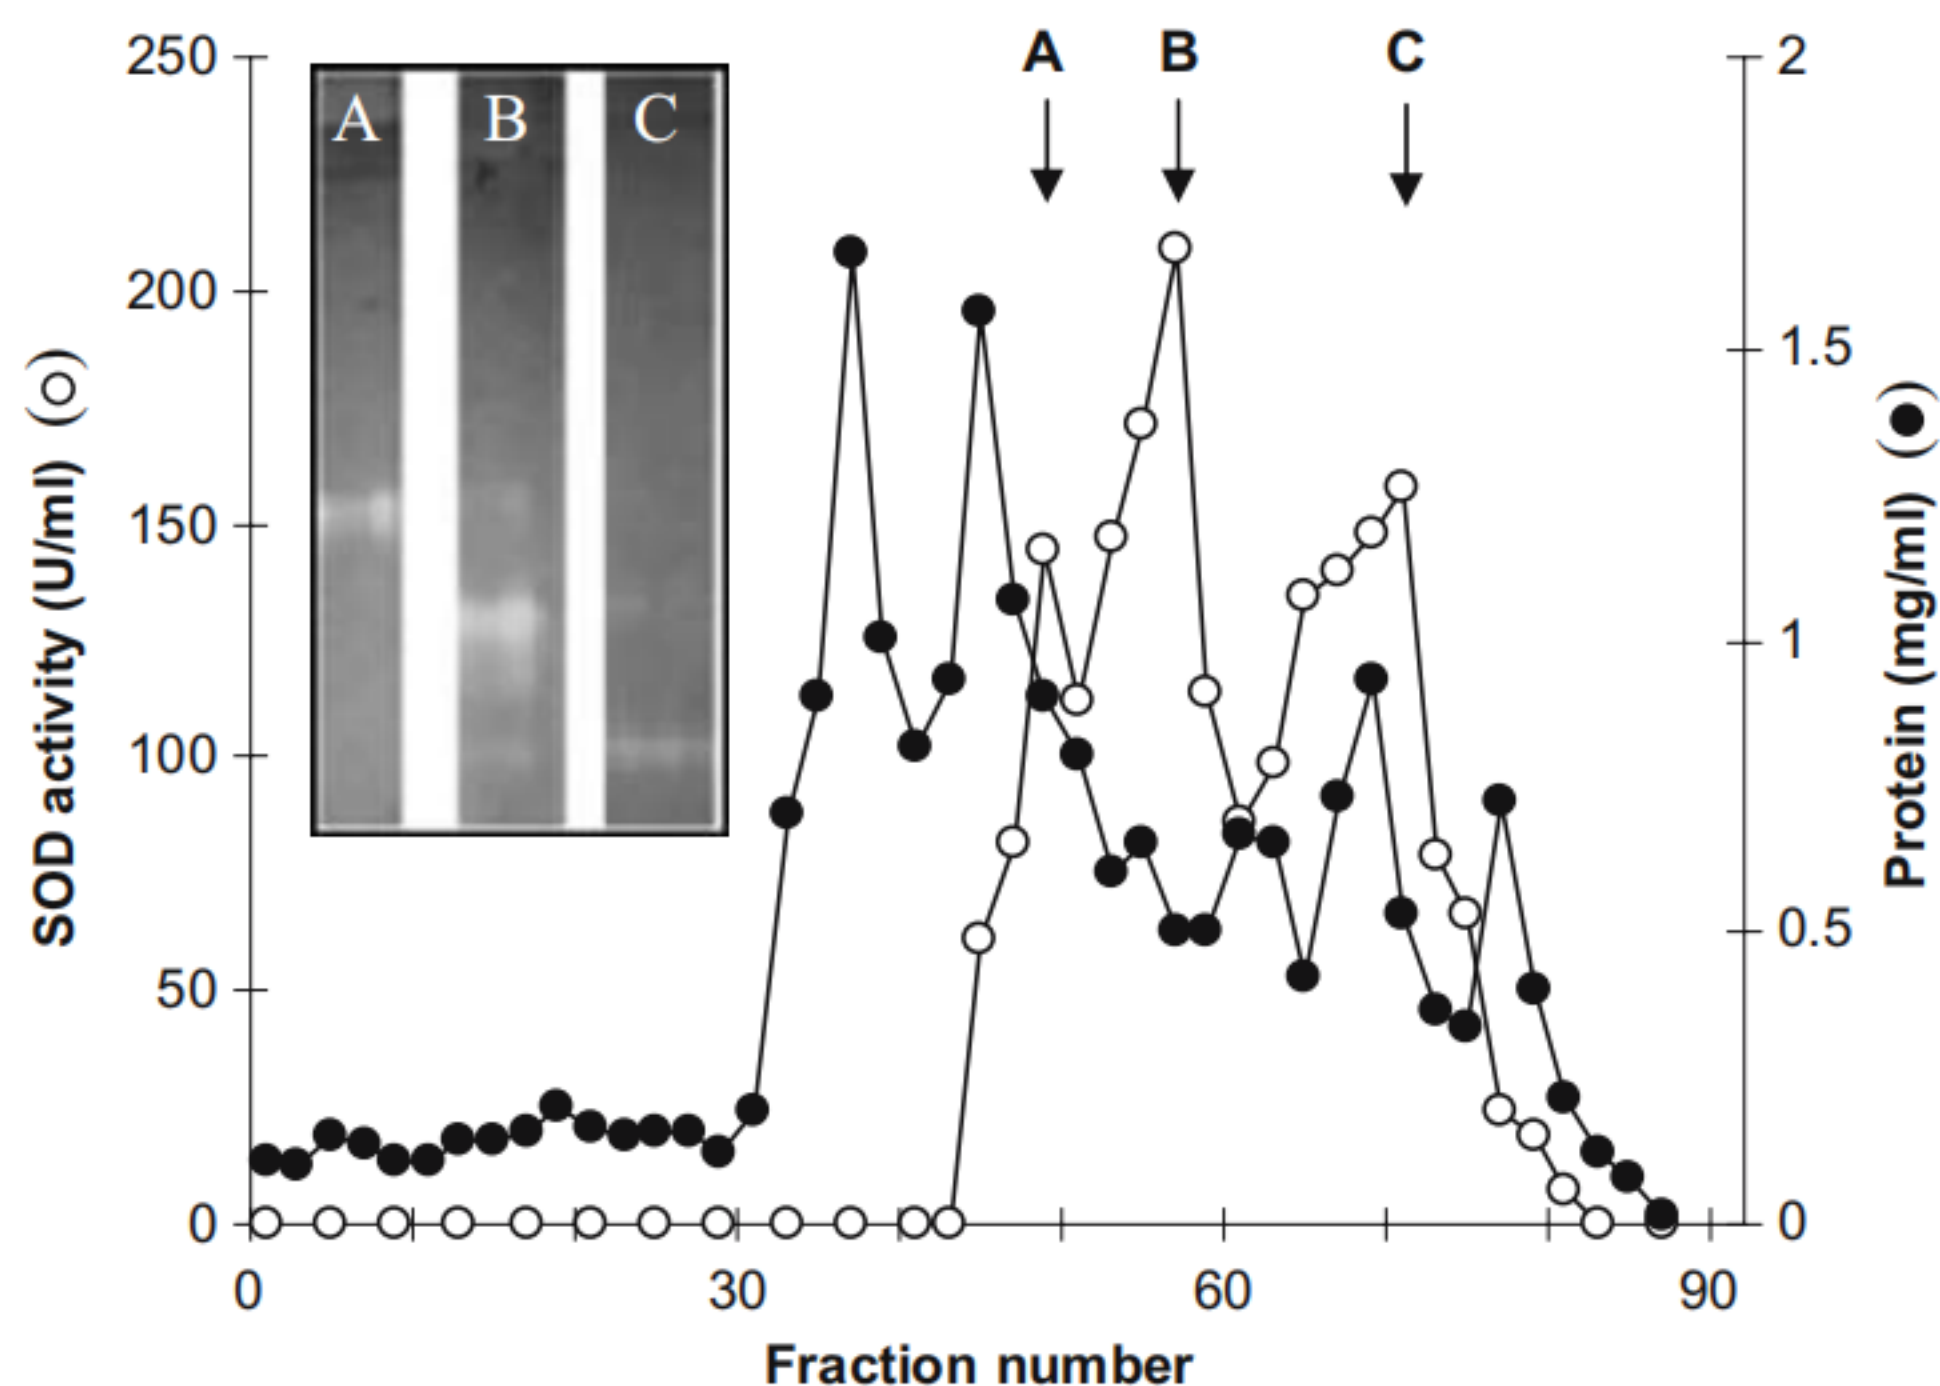 A B C
250
200
150
100
50
0
SOD activity (U/ml) (○)
A B C
2
1.5
1
0.5
0
Protein (mg/ml) (●)
0 30 60 90
Fraction number